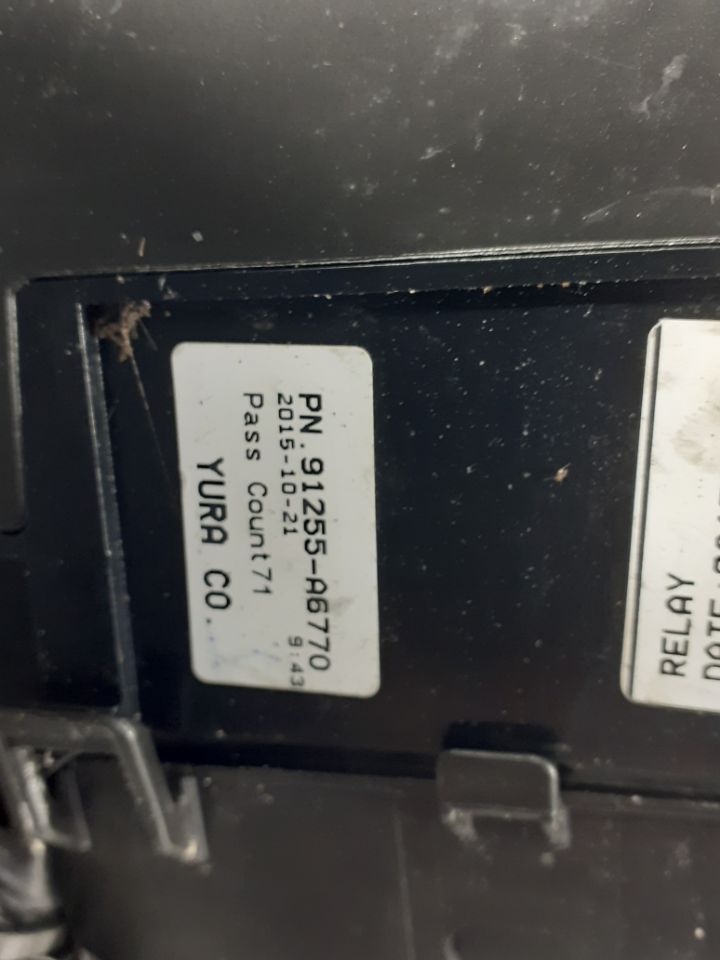 PN.91255-A6770
2015-10-21 9:43
Pass Count71
YURA CO.
RELAY